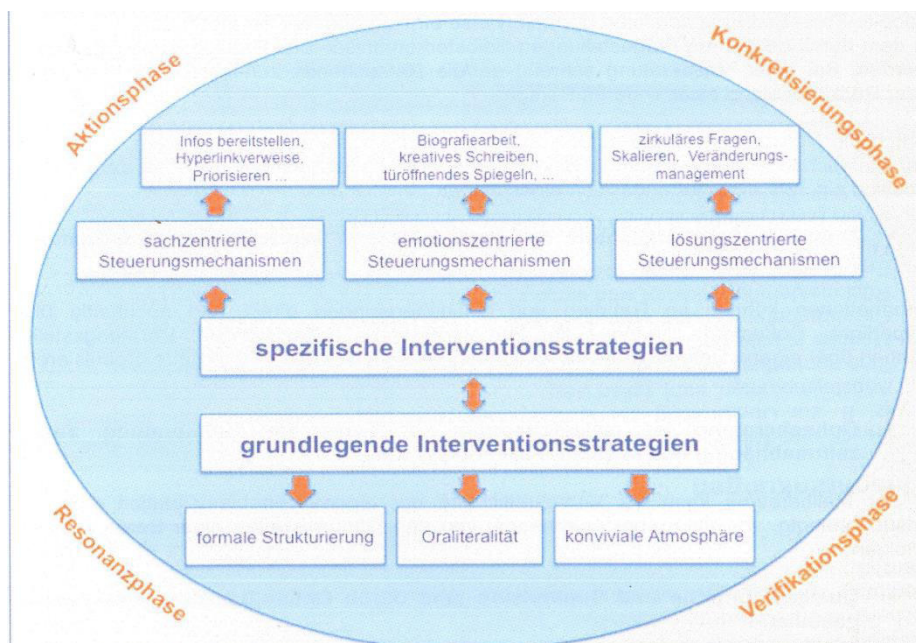 Aktionsphase
Konkretisierungsphase
Infos bereitstellen,
Hyperlinkverweise,
Priorisieren ...
Biografiearbeit,
kreatives Schreiben,
türöffnendes Spiegeln, ...
zirkuläres Fragen,
Skalieren, Veränderungs-
management
sachzentrierte
Steuerungsmechanismen
emotionszentrierte
Steuerungsmechanismen
lösungszentrierte
Steuerungsmechanismen
spezifische Interventionsstrategien
grundlegende Interventionsstrategien
formale Strukturierung
Oraliteralität
konviviale Atmosphäre
Resonanzphase
Verifikationsphase